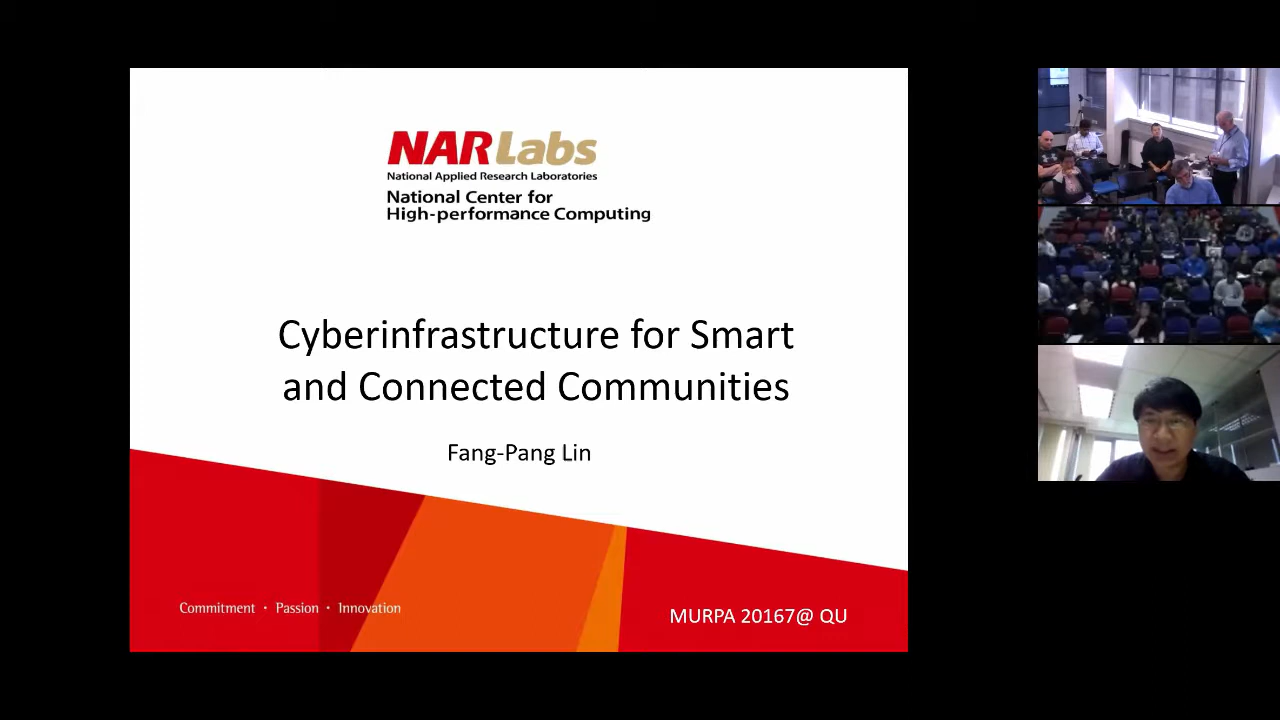 NARLabs
National Applied Research Laboratories
National Center for
High-performance Computing
Cyberinfrastructure for Smart
and Connected Communities
Fang-Pang Lin
Commitment · Passion · Innovation
MURPA 20167@ QU